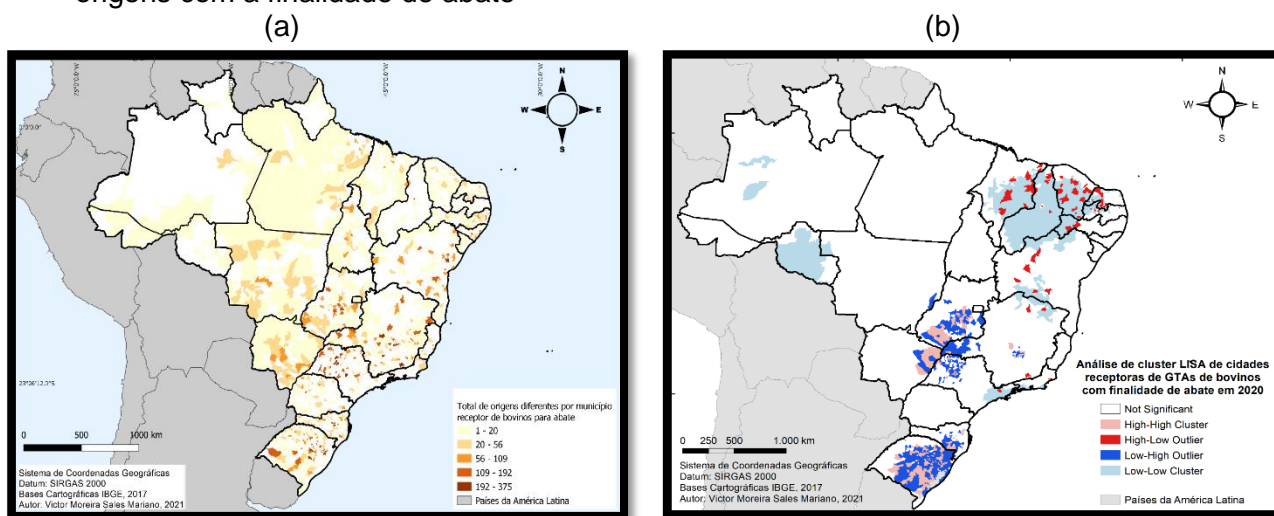 origens com a finalidade de abate
(a)
(b)
N
W
E
S
Total de origens diferentes por município
receptor de bovinos para abate
1 - 20
20 - 56
56 - 109
109 - 192
192 - 375
Países da América Latina
0 500 1000 km
Sistema de Coordenadas Geográficas
Datum: SIRGAS 2000
Bases Cartográficas IBGE, 2017
Autor: Victor Moreira Sales Mariano, 2021
N
W
E
S
Análise de cluster LISA de cidades
receptoras de GTAs de bovinos
com finalidade de abate em 2020
Not Significant
High-High Cluster
High-Low Outlier
Low-High Outlier
Low-Low Cluster
Países da América Latina
0 250 500 1.000 km
Sistema de Coordenadas Geográficas
Datum: SIRGAS 2000
Bases Cartográficas IBGE, 2017
Autor: Victor Moreira Sales Mariano, 2021